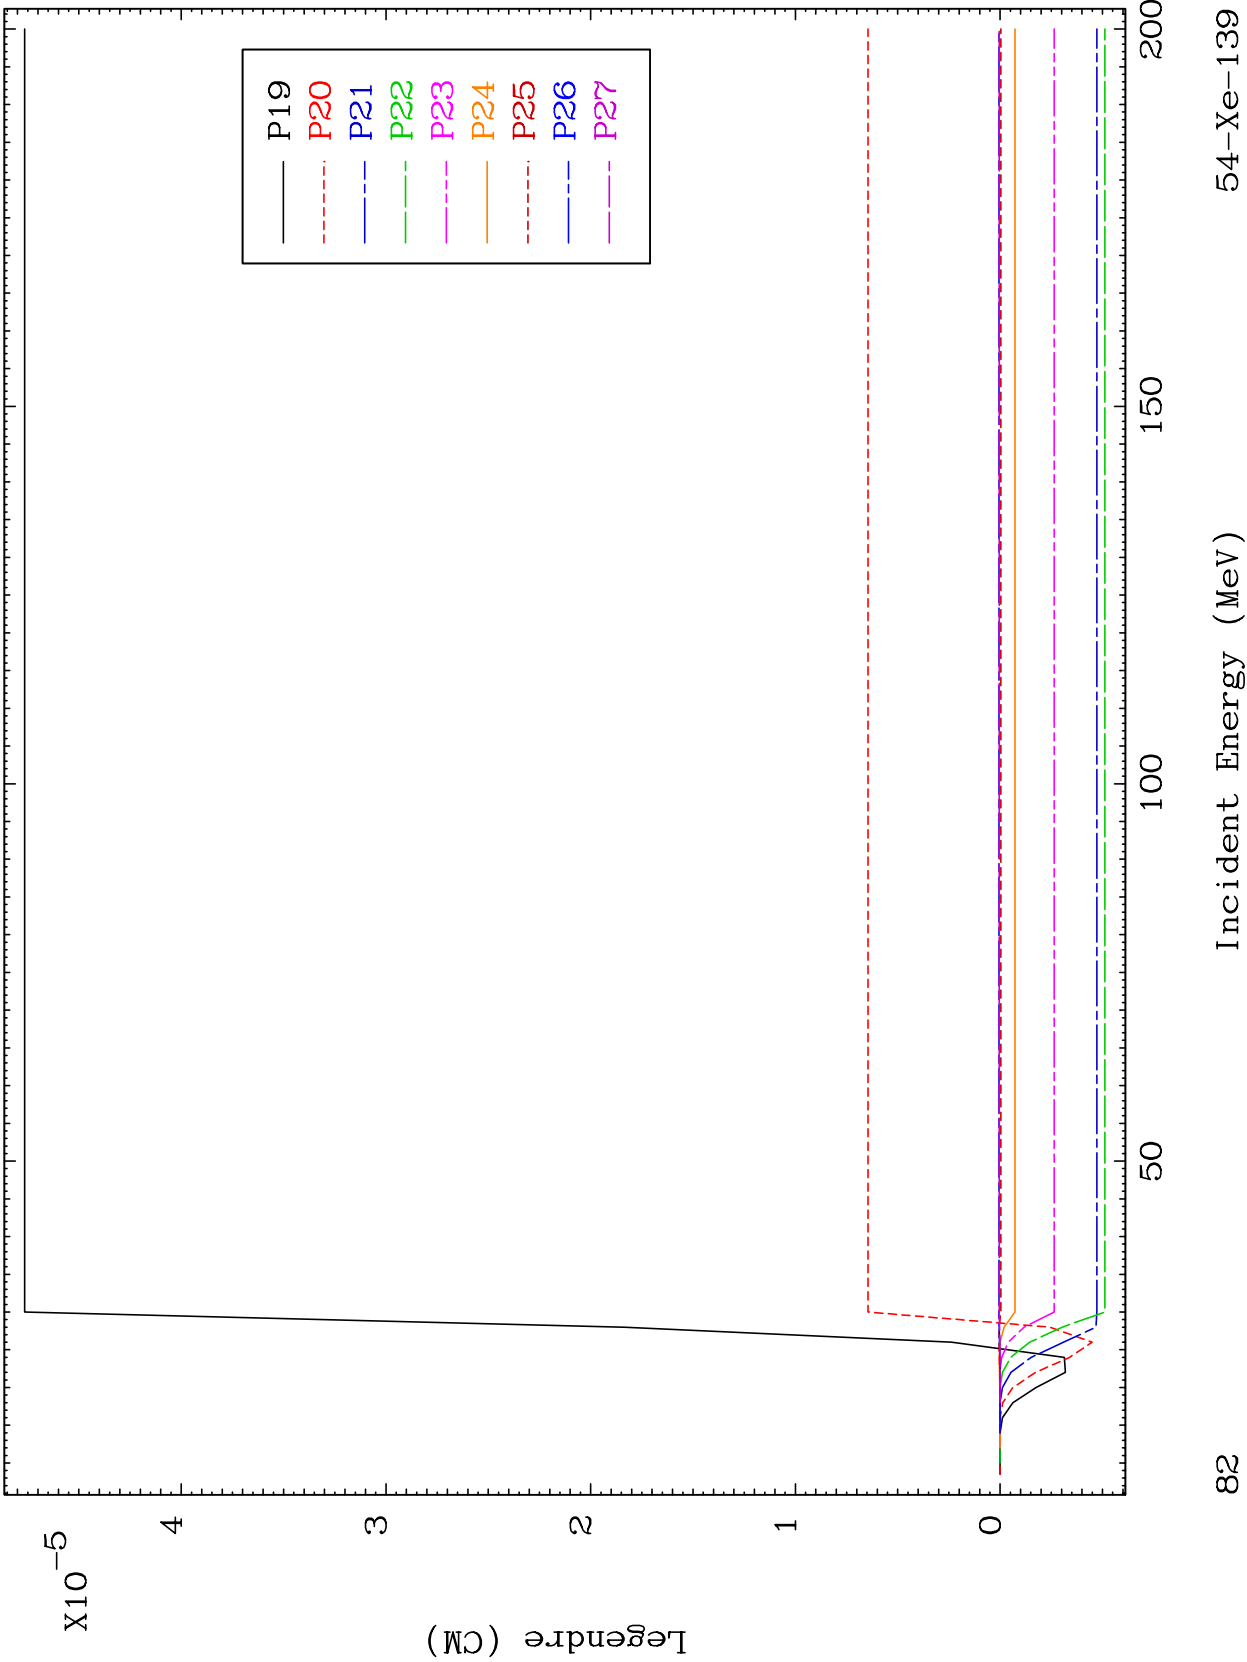 X10-5
4
3
2
1
0
Legendre (CM)
P19
P20
P21
P22
P23
P24
P25
P26
P27
50
100
150
200
Incident Energy (MeV)
82
54-Xe-139